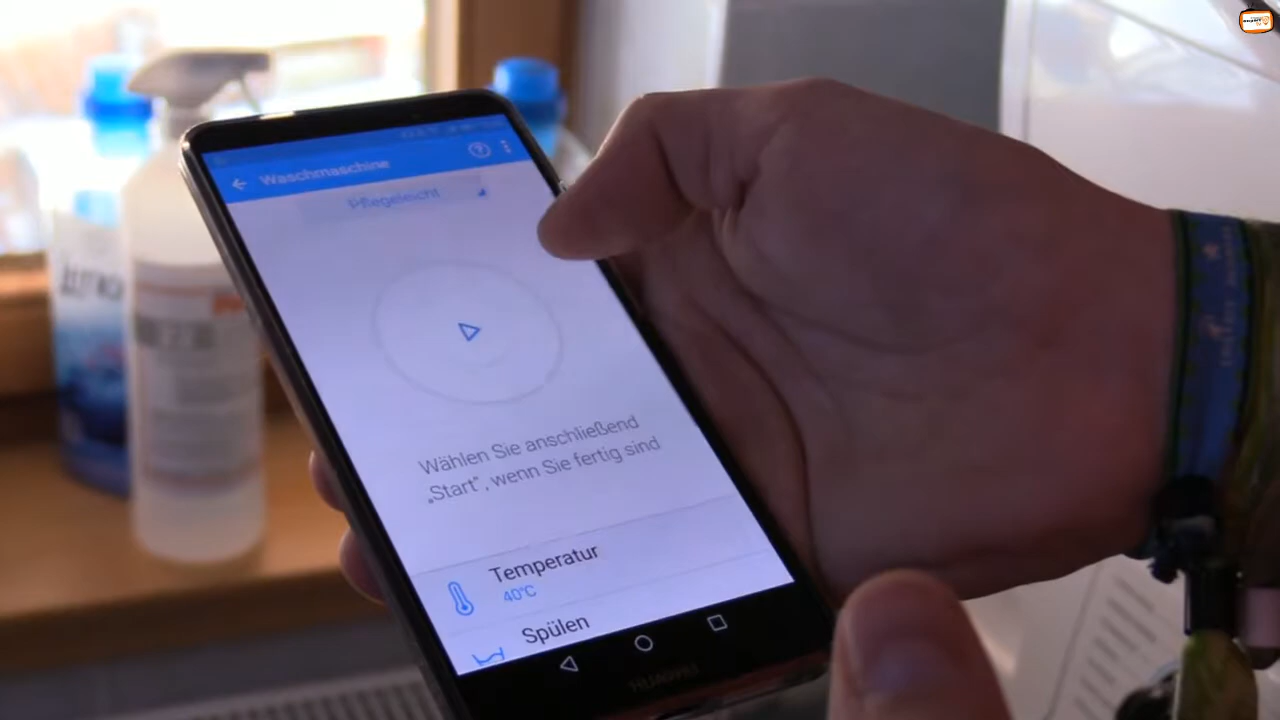 Waschmaschine
Pflegeleicht
Wählen Sie anschließend
„Start“, wenn Sie fertig sind
Temperatur
40°C
Spülen
HUAWEI